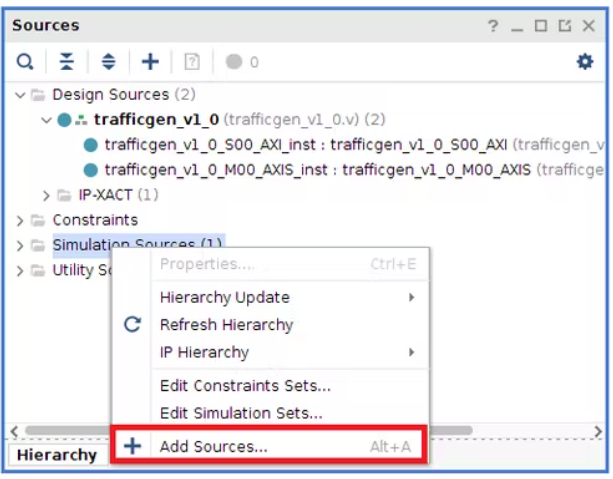 Sources
0
Design Sources (2)
trafficgen_v1_0 (trafficgen_v1_0.v) (2)
trafficgen_v1_0_S00_AXI_inst : trafficgen_v1_0_S00_AXI (trafficgen_v
trafficgen_v1_0_M00_AXIS_inst : trafficgen_v1_0_M00_AXIS (trafficge
IP-XACT (1)
Constraints
Simulation Sources (1)
Utility
Properties... Ctrl+E
Hierarchy Update
Refresh Hierarchy
IP Hierarchy
Edit Constraints Sets...
Edit Simulation Sets...
Add Sources... Alt+A
Hierarchy